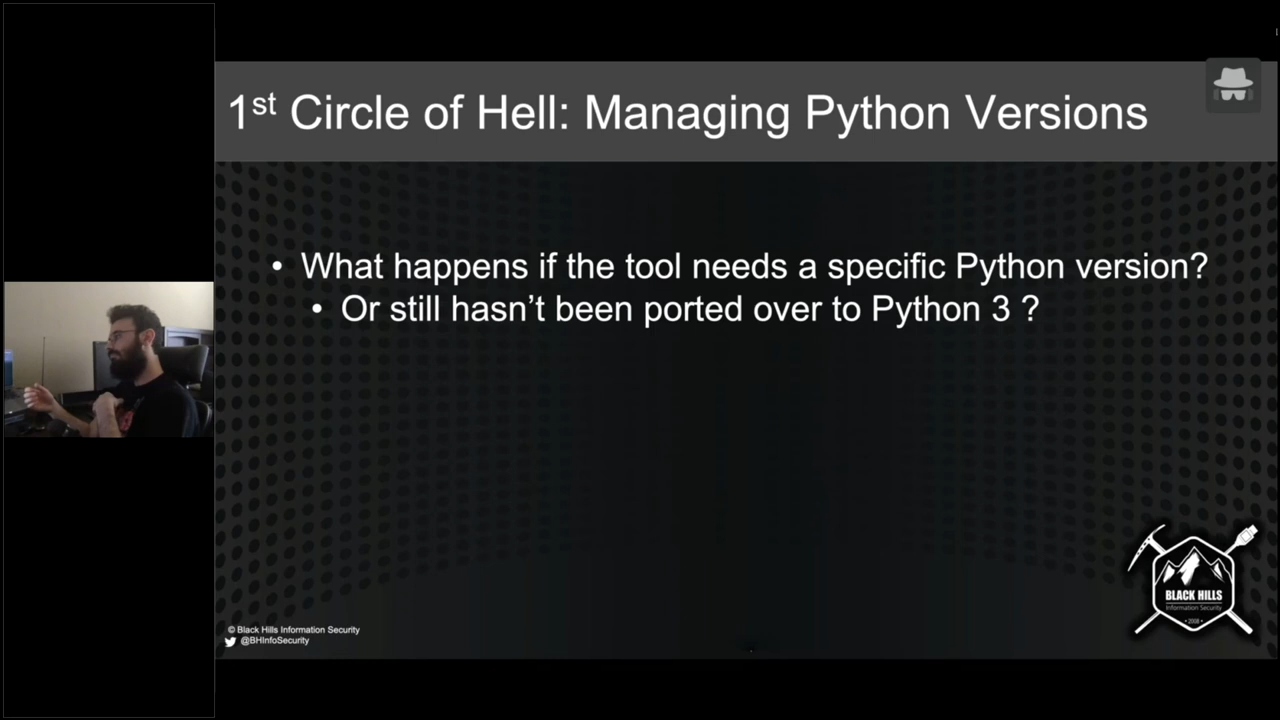 1st Circle of Hell: Managing Python Versions
• What happens if the tool needs a specific Python version?
• Or still hasn't been ported over to Python 3 ?
BLACK HILLS
Information Security
• 2008 •
© Black Hills Information Security
@BHInfoSecurity